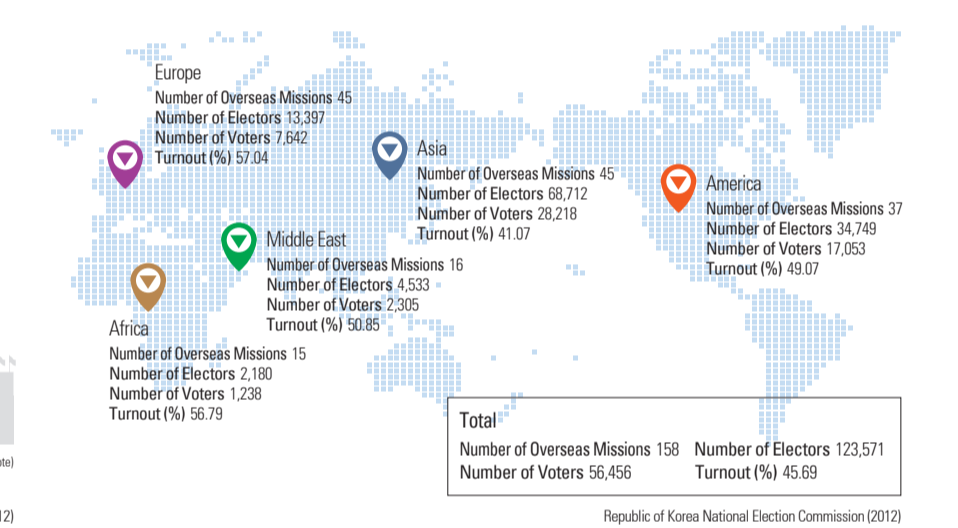 Europe
Number of Overseas Missions 45
Number of Electors 13,397
Number of Voters 7,642
Turnout (%) 57.04
Asia
Number of Overseas Missions 45
Number of Electors 68,712
Number of Voters 28,218
Turnout (%) 41.07
America
Number of Overseas Missions 37
Number of Electors 34,749
Number of Voters 17,053
Turnout (%) 49.07
Middle East
Number of Overseas Missions 16
Number of Electors 4,533
Number of Voters 2,305
Turnout (%) 50.85
Africa
Number of Overseas Missions 15
Number of Electors 2,180
Number of Voters 1,238
Turnout (%) 56.79
Total
Number of Overseas Missions 158 Number of Electors 123,571
Number of Voters 56,456 Turnout (%) 45.69
ote)
12)
Republic of Korea National Election Commission (2012)